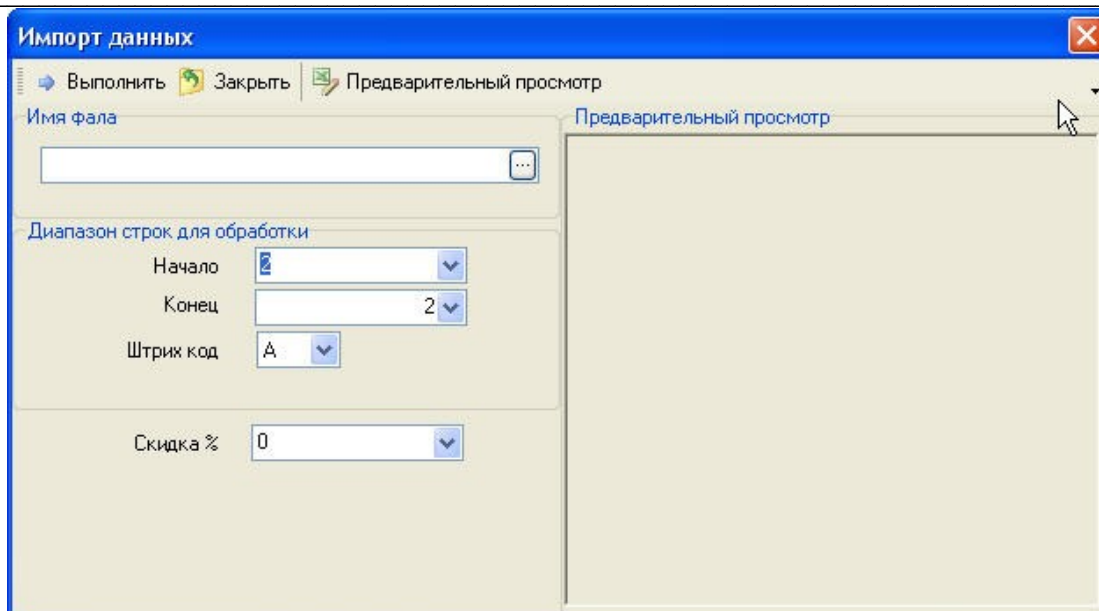 Импорт данных
Выполнить Закрыть Предварительный просмотр
Имя фала
...
Диапазон строк для обработки
Начало 2
Конец 2
Штрих код A
Скидка % 0
Предварительный просмотр